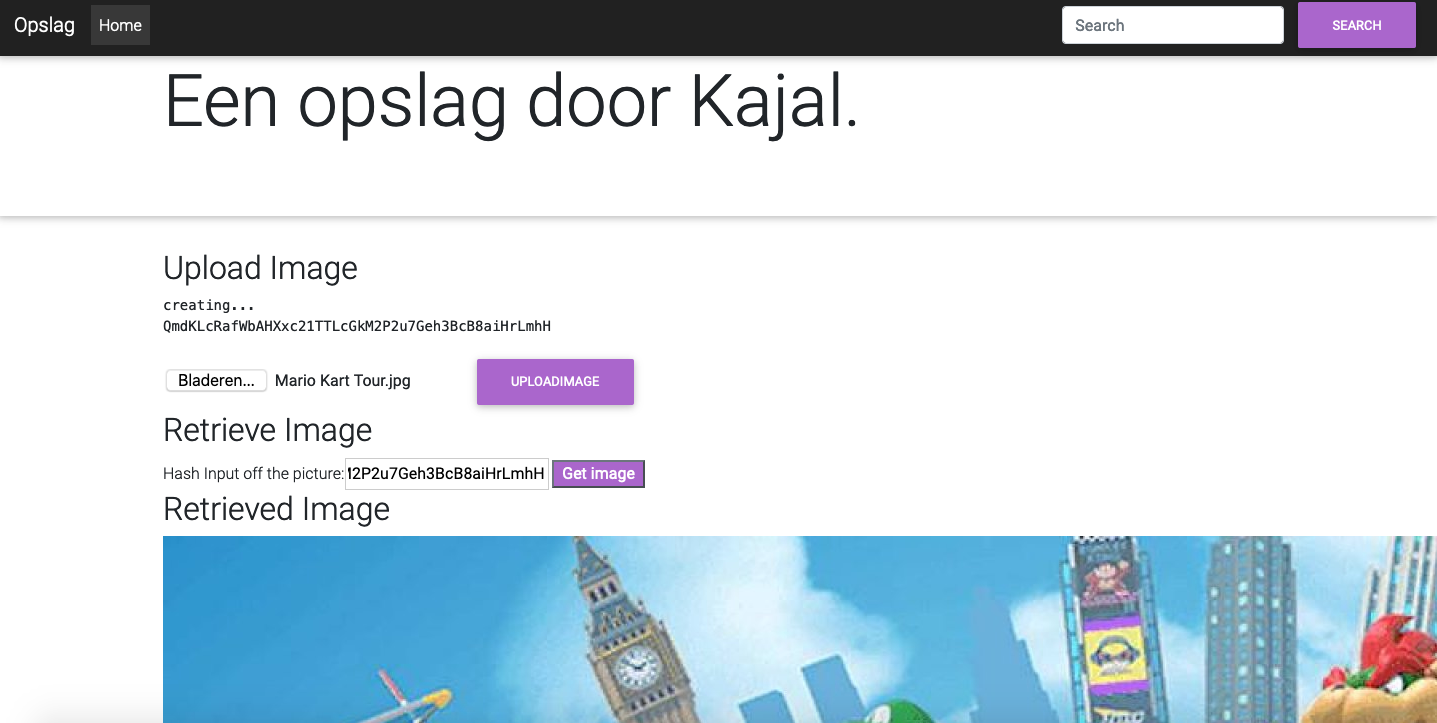 Opslag Home Search SEARCH
Een opslag door Kajal.
Upload Image
creating...
QmdKLcRafWbAHXxc21TTLcGkM2P2u7Geh3BcB8aiHrLmhH
Bladeren... Mario Kart Tour.jpg UPLOADIMAGE
Retrieve Image
Hash Input off the picture: M2P2u7Geh3BcB8aiHrLmhH Get image
Retrieved Image